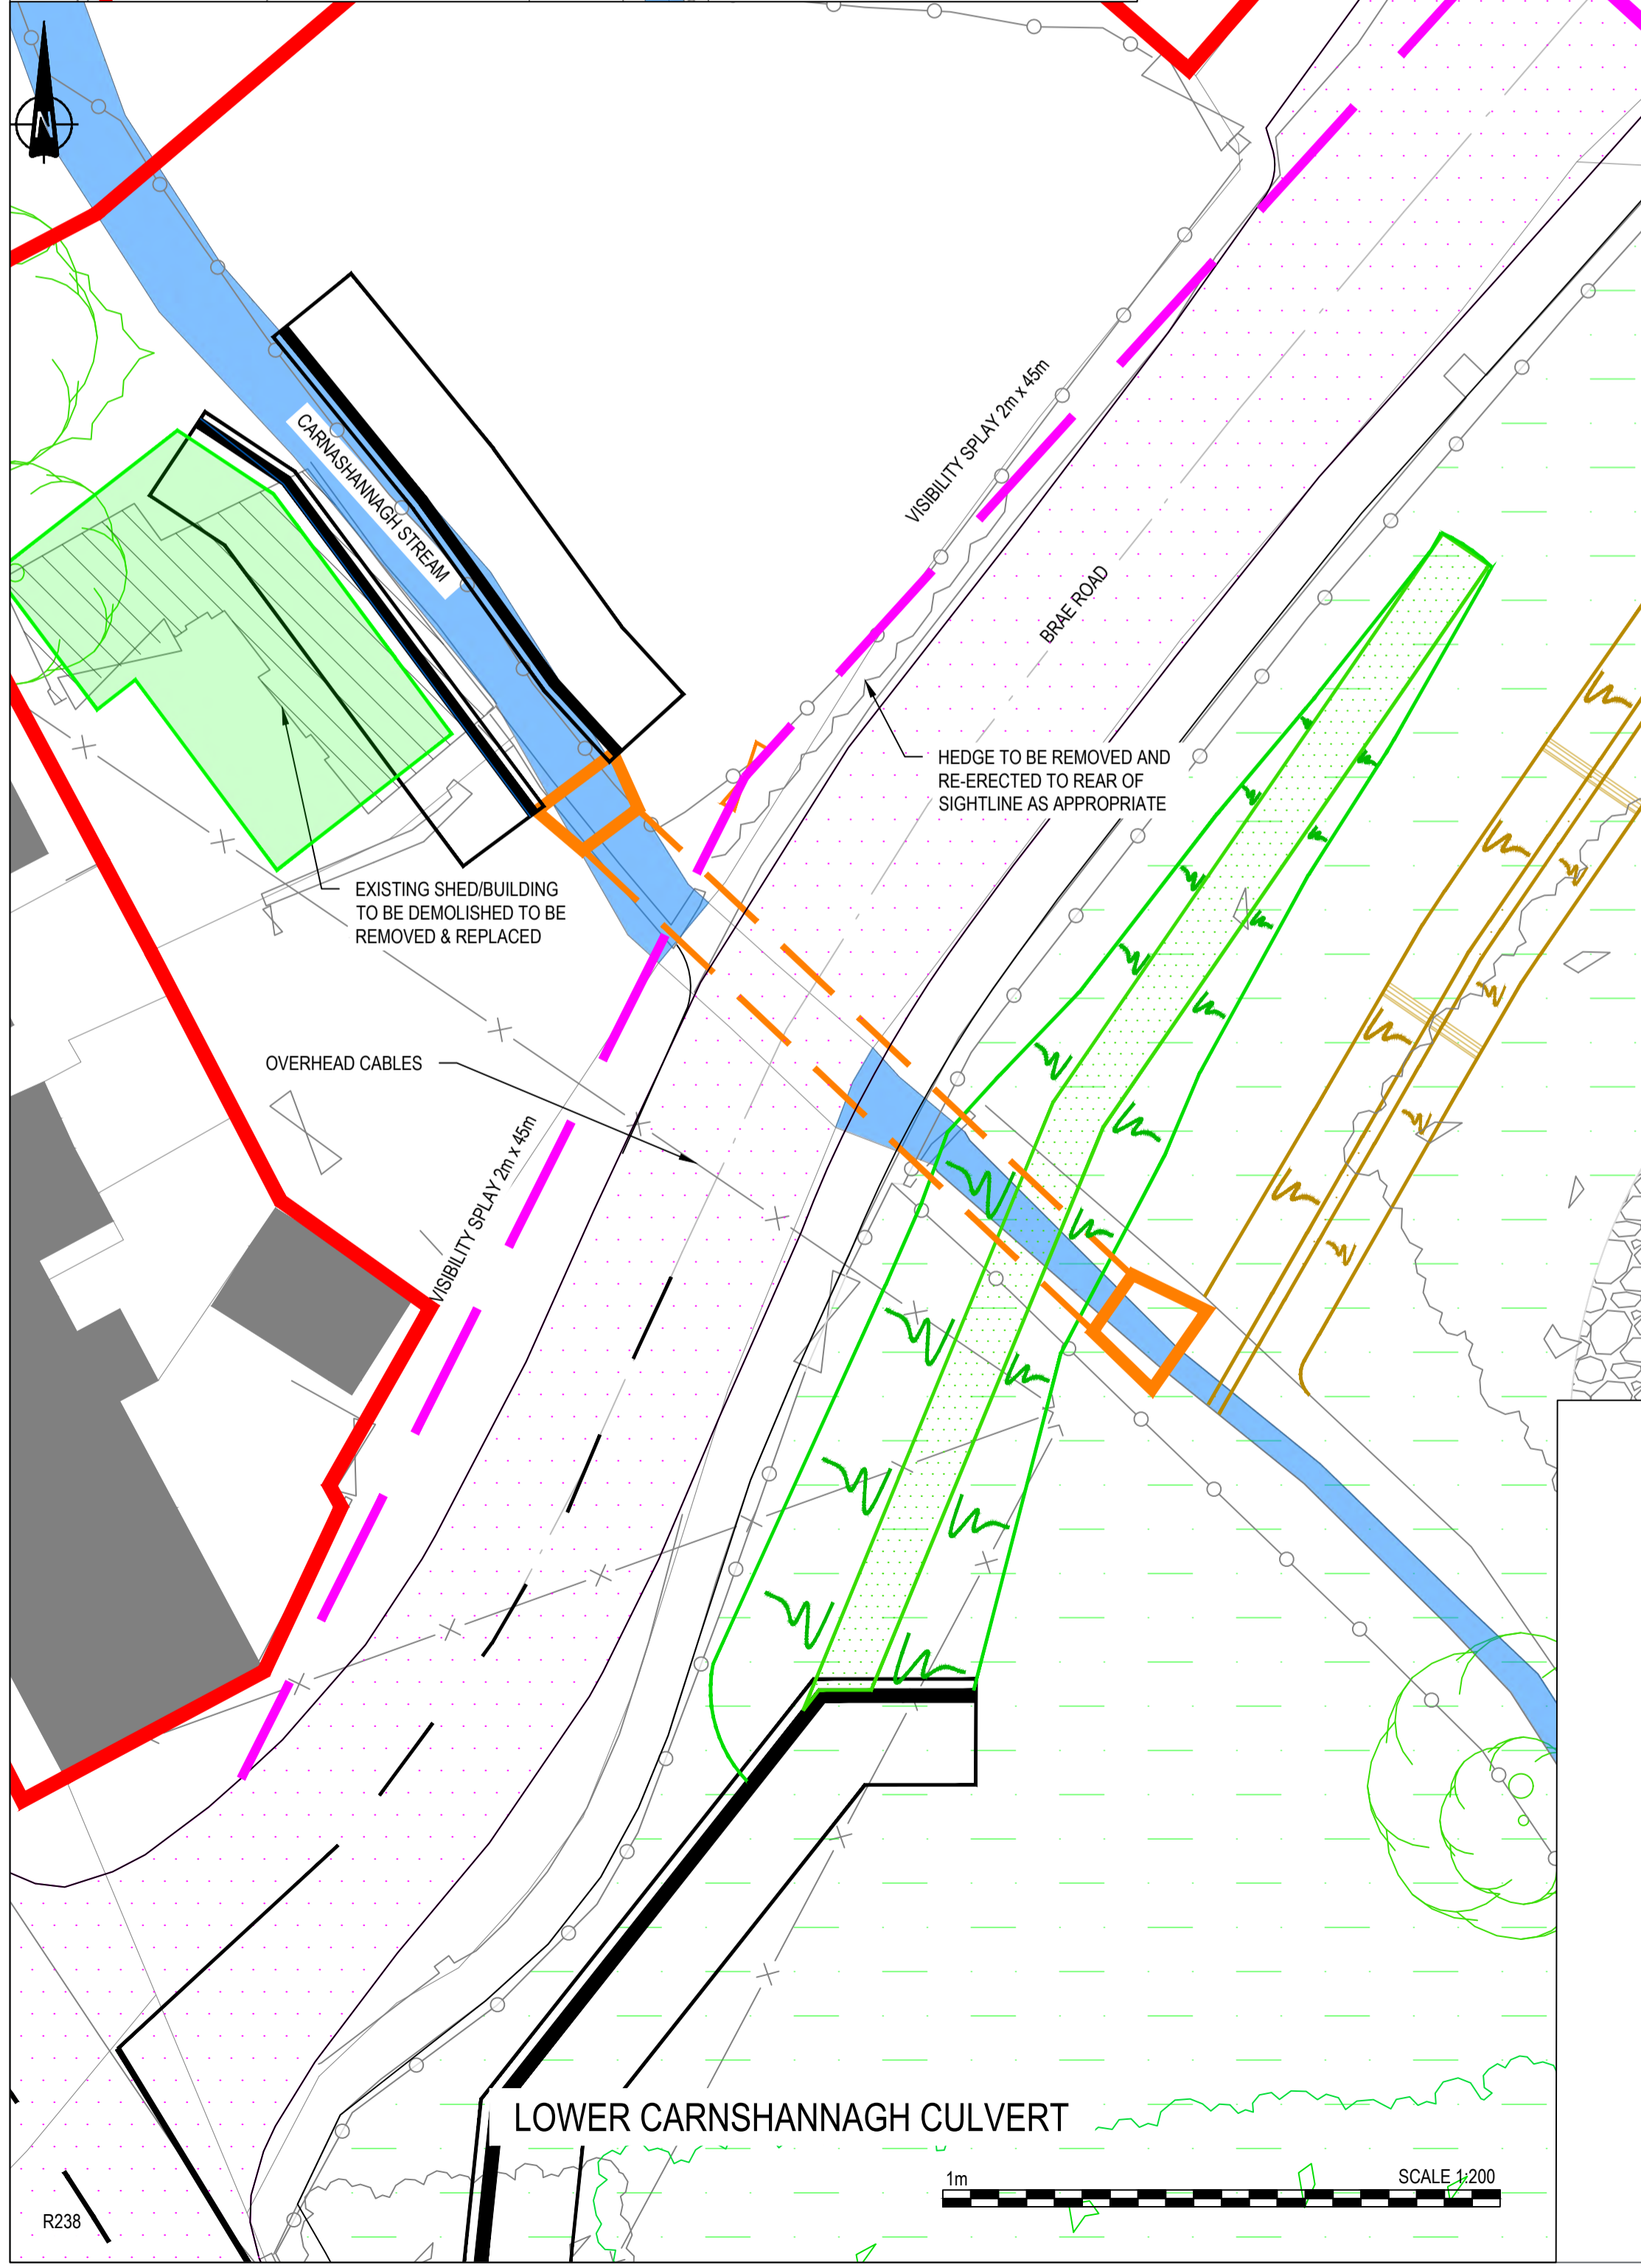 N
CARNASHANNAGH STREAM
VISIBILITY SPLAY 2m x 45m
BRAE ROAD
HEDGE TO BE REMOVED AND
RE-ERECTED TO REAR OF
SIGHTLINE AS APPROPRIATE
EXISTING SHED/BUILDING
TO BE DEMOLISHED TO BE
REMOVED & REPLACED
OVERHEAD CABLES
VISIBILITY SPLAY 2m x 45m
LOWER CARNSHANNAGH CULVERT
1m
SCALE 1:200
R238